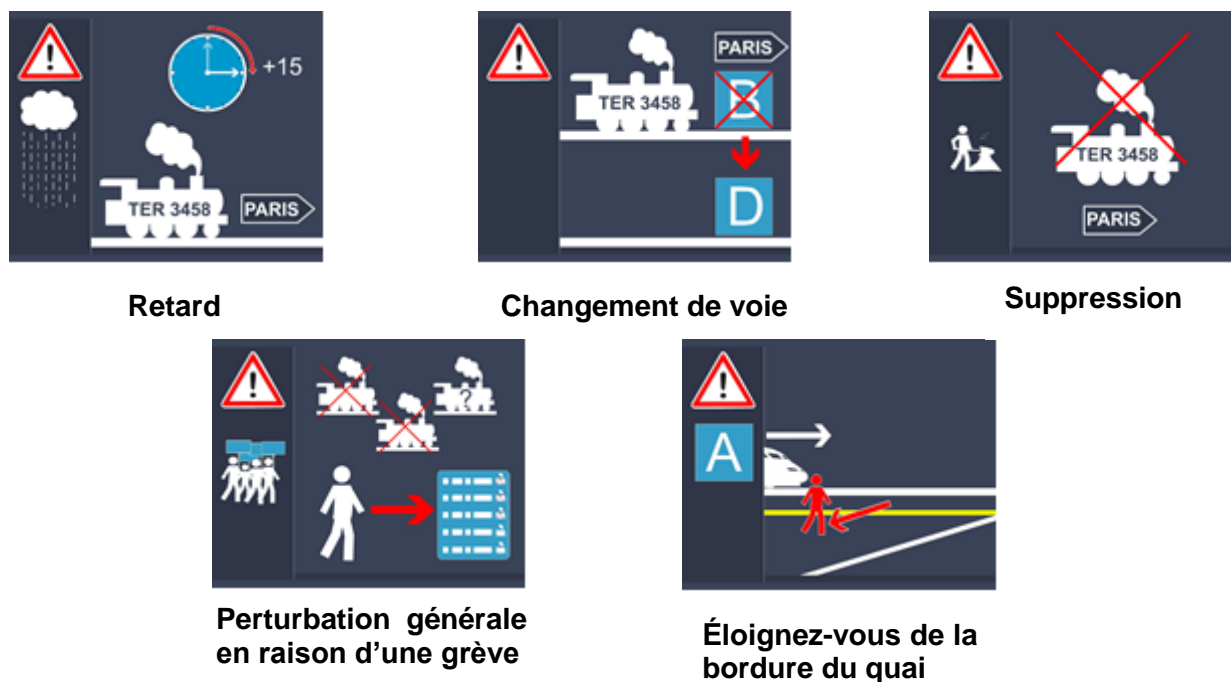 +15
TER 3458
PARIS
Retard
PARIS
TER 3458
B
D
Changement de voie
TER 3458
PARIS
Suppression
?
Perturbation générale
en raison d’une grève
A
Éloignez-vous de la
bordure du quai